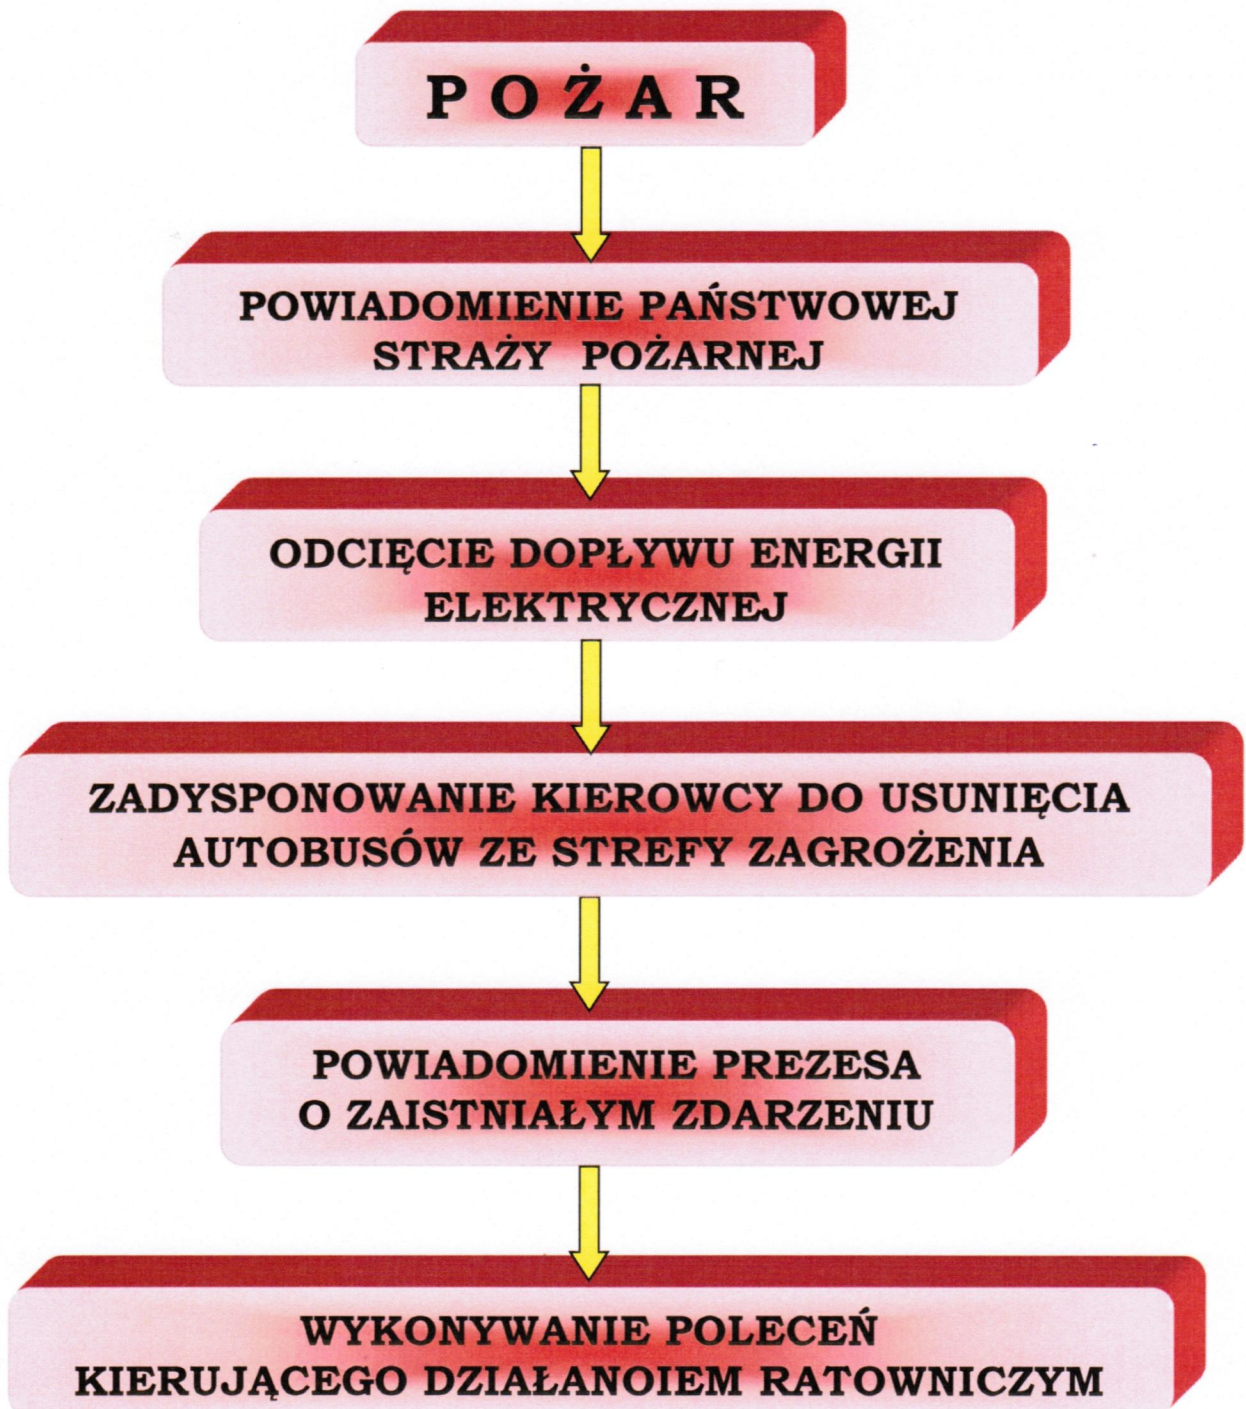 POŻAR
POWIADOMIENIE PAŃSTWOWEJ
STRAŻY POŻARNEJ
ODCIĘCIE DOPŁYWU ENERGII
ELEKTRYCZNEJ
ZADYSPONOWANIE KIEROWCY DO USUNIĘCIA
AUTOBUSÓW ZE STREFY ZAGROŻENIA
POWIADOMIENIE PREZESA
O ZAISTNIAŁYM ZDARZENIU
WYKONYWANIE POLECEŃ
KIERUJĄCEGO DZIAŁANOIEM RATOWNICZYM